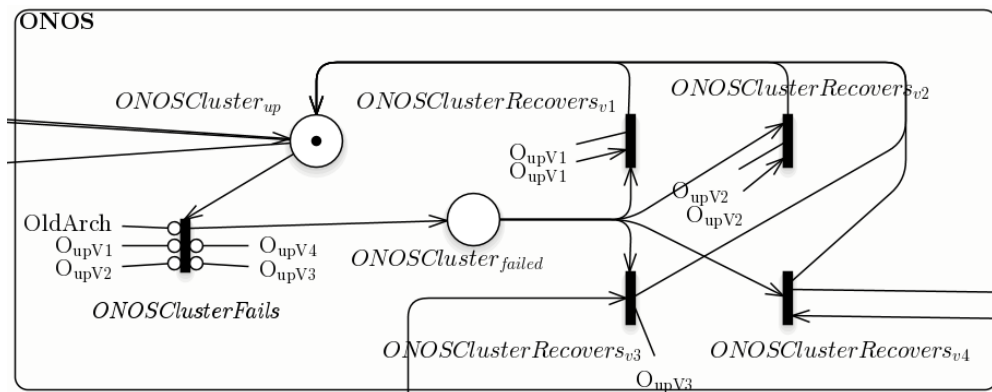 ONOS
ONOSCluster_up
ONOSClusterRecovers_v1
ONOSClusterRecovers_v2
O_upV1
O_upV1
O_upV2
O_upV2
OldArch
O_upV1
O_upV4
O_upV2
O_upV3
ONOSCluster_failed
ONOSClusterFails
ONOSClusterRecovers_v3
ONOSClusterRecovers_v4
O_upV3